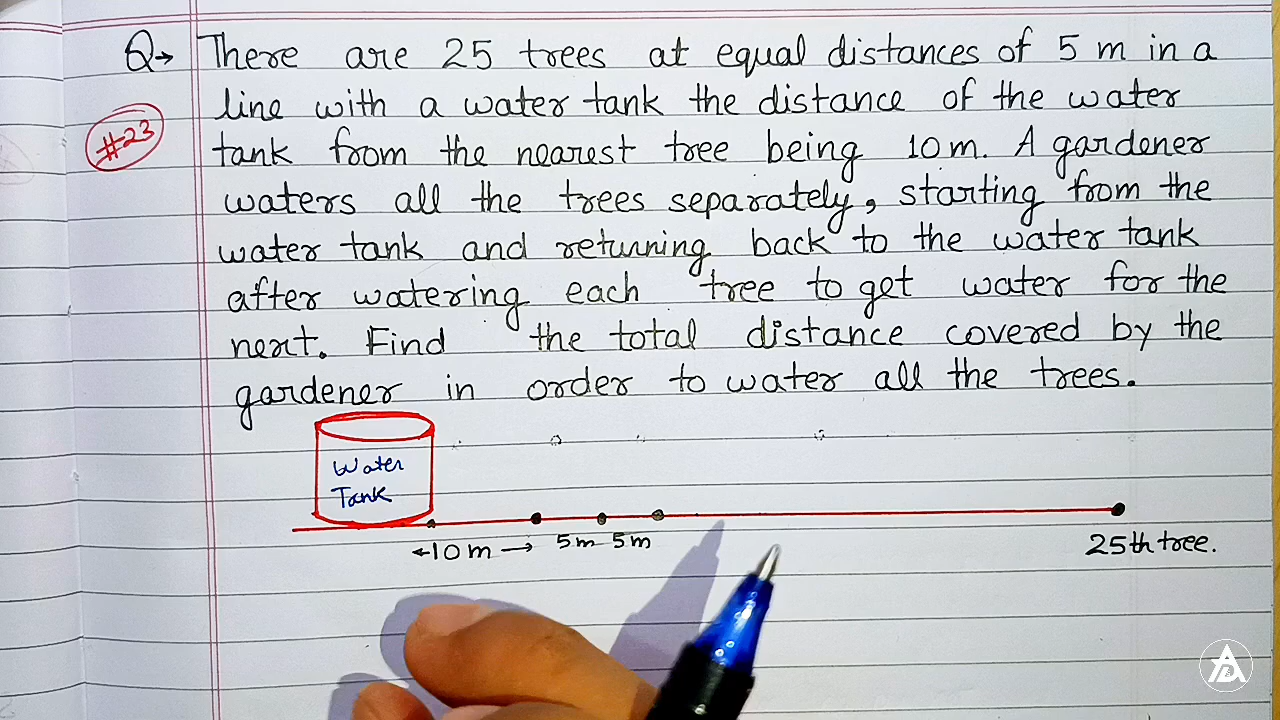 Q→ There are 25 trees at equal distances of 5 m in a
#23
line with a water tank the distance of the water
tank from the nearest tree being 10 m. A gardener
waters all the trees separately, starting from the
water tank and returning back to the water tank
after watering each tree to get water for the
next. Find the total distance covered by the
gardener in order to water all the trees.
Water
Tank
←10 m→ 5m 5m
25th tree.